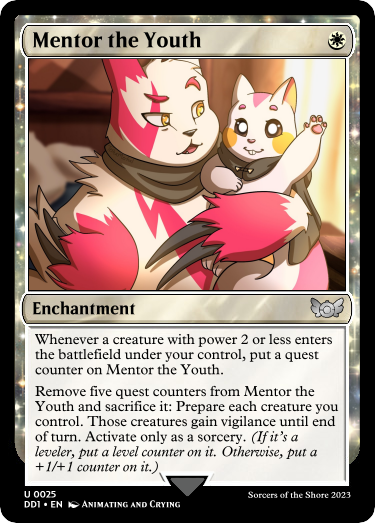 Mentor the Youth
Enchantment
Whenever a creature with power 2 or less enters
the battlefield under your control, put a quest
counter on Mentor the Youth.
Remove five quest counters from Mentor the
Youth and sacrifice it: Prepare each creature you
control. Those creatures gain vigilance until end
of turn. Activate only as a sorcery. (If it's a
leveler, put a level counter on it. Otherwise, put a
+1/+1 counter on it.)
U 0025
DD1 • EN Animating and Crying
Sorcers of the Shore 2023